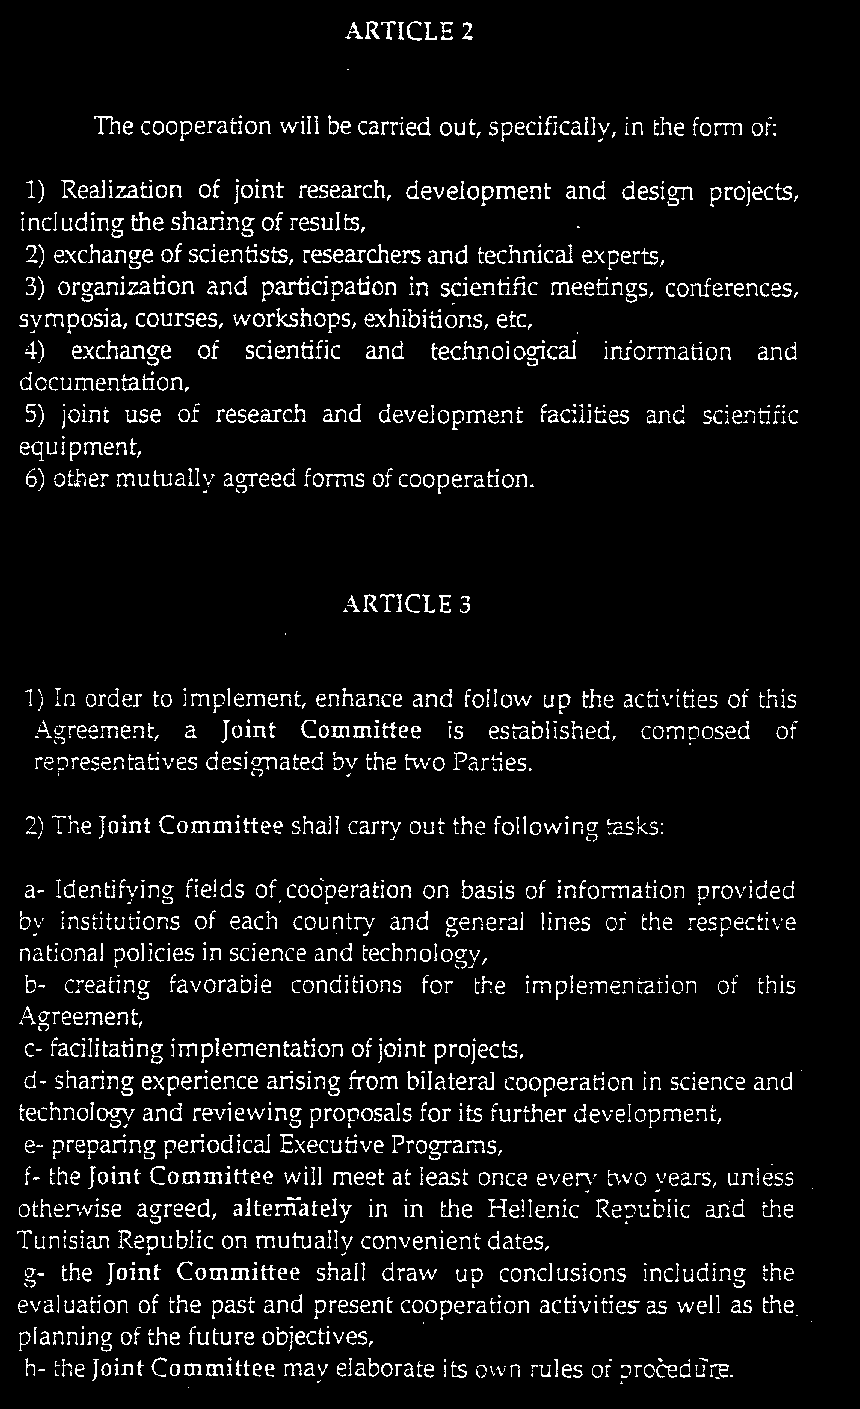 ARTICLE 2
The cooperation will be carried out, specifically, in the form of:
1) Realization of joint research, development and design projects,
including the sharing of results,
2) exchange of scientists, researchers and technical experts,
3) organization and participation in scientific meetings, conferences,
symposia, courses, workshops, exhibitions, etc,
4) exchange of scientific and technological information and
documentation,
5) joint use of research and development facilities and scientific
equipment,
6) other mutually agreed forms of cooperation.
ARTICLE 3
1) In order to implement, enhance and follow up the activities of this
Agreement, a Joint Committee is established, composed of
representatives designated by the two Parties.
2) The Joint Committee shall carry out the following tasks:
a- Identifying fields of cooperation on basis of information provided
by institutions of each country and general lines of the respective
national policies in science and technology,
b- creating favorable conditions for the implementation of this
Agreement,
c- facilitating implementation of joint projects,
d- sharing experience arising from bilateral cooperation in science and
technology and reviewing proposals for its further development,
e- preparing periodical Executive Programs,
f- the Joint Committee will meet at least once every two years, unless
otherwise agreed, alternately in in the Hellenic Republic and the
Tunisian Republic on mutually convenient dates,
g- the Joint Committee shall draw up conclusions including the
evaluation of the past and present cooperation activities as well as the
planning of the future objectives,
h- the Joint Committee may elaborate its own rules of procedure.